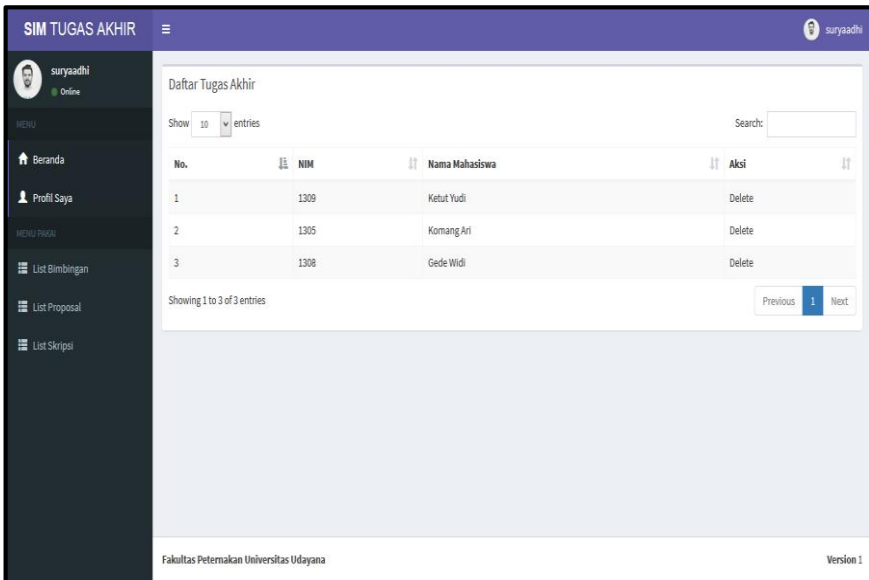 SIM TUGAS AKHIR
suryaadhi
suryaadhi
Online
MENU
Beranda
Profil Saya
MENU PAKAI
List Bimbingan
List Proposal
List Skripsi
Daftar Tugas Akhir
Show 10 entries Search:
No. NIM Nama Mahasiswa Aksi
1 1309 Ketut Yudi Delete
2 1305 Komang Ari Delete
3 1308 Gede Widi Delete
Showing 1 to 3 of 3 entries Previous 1 Next
Fakultas Peternakan Universitas Udayana Version 1